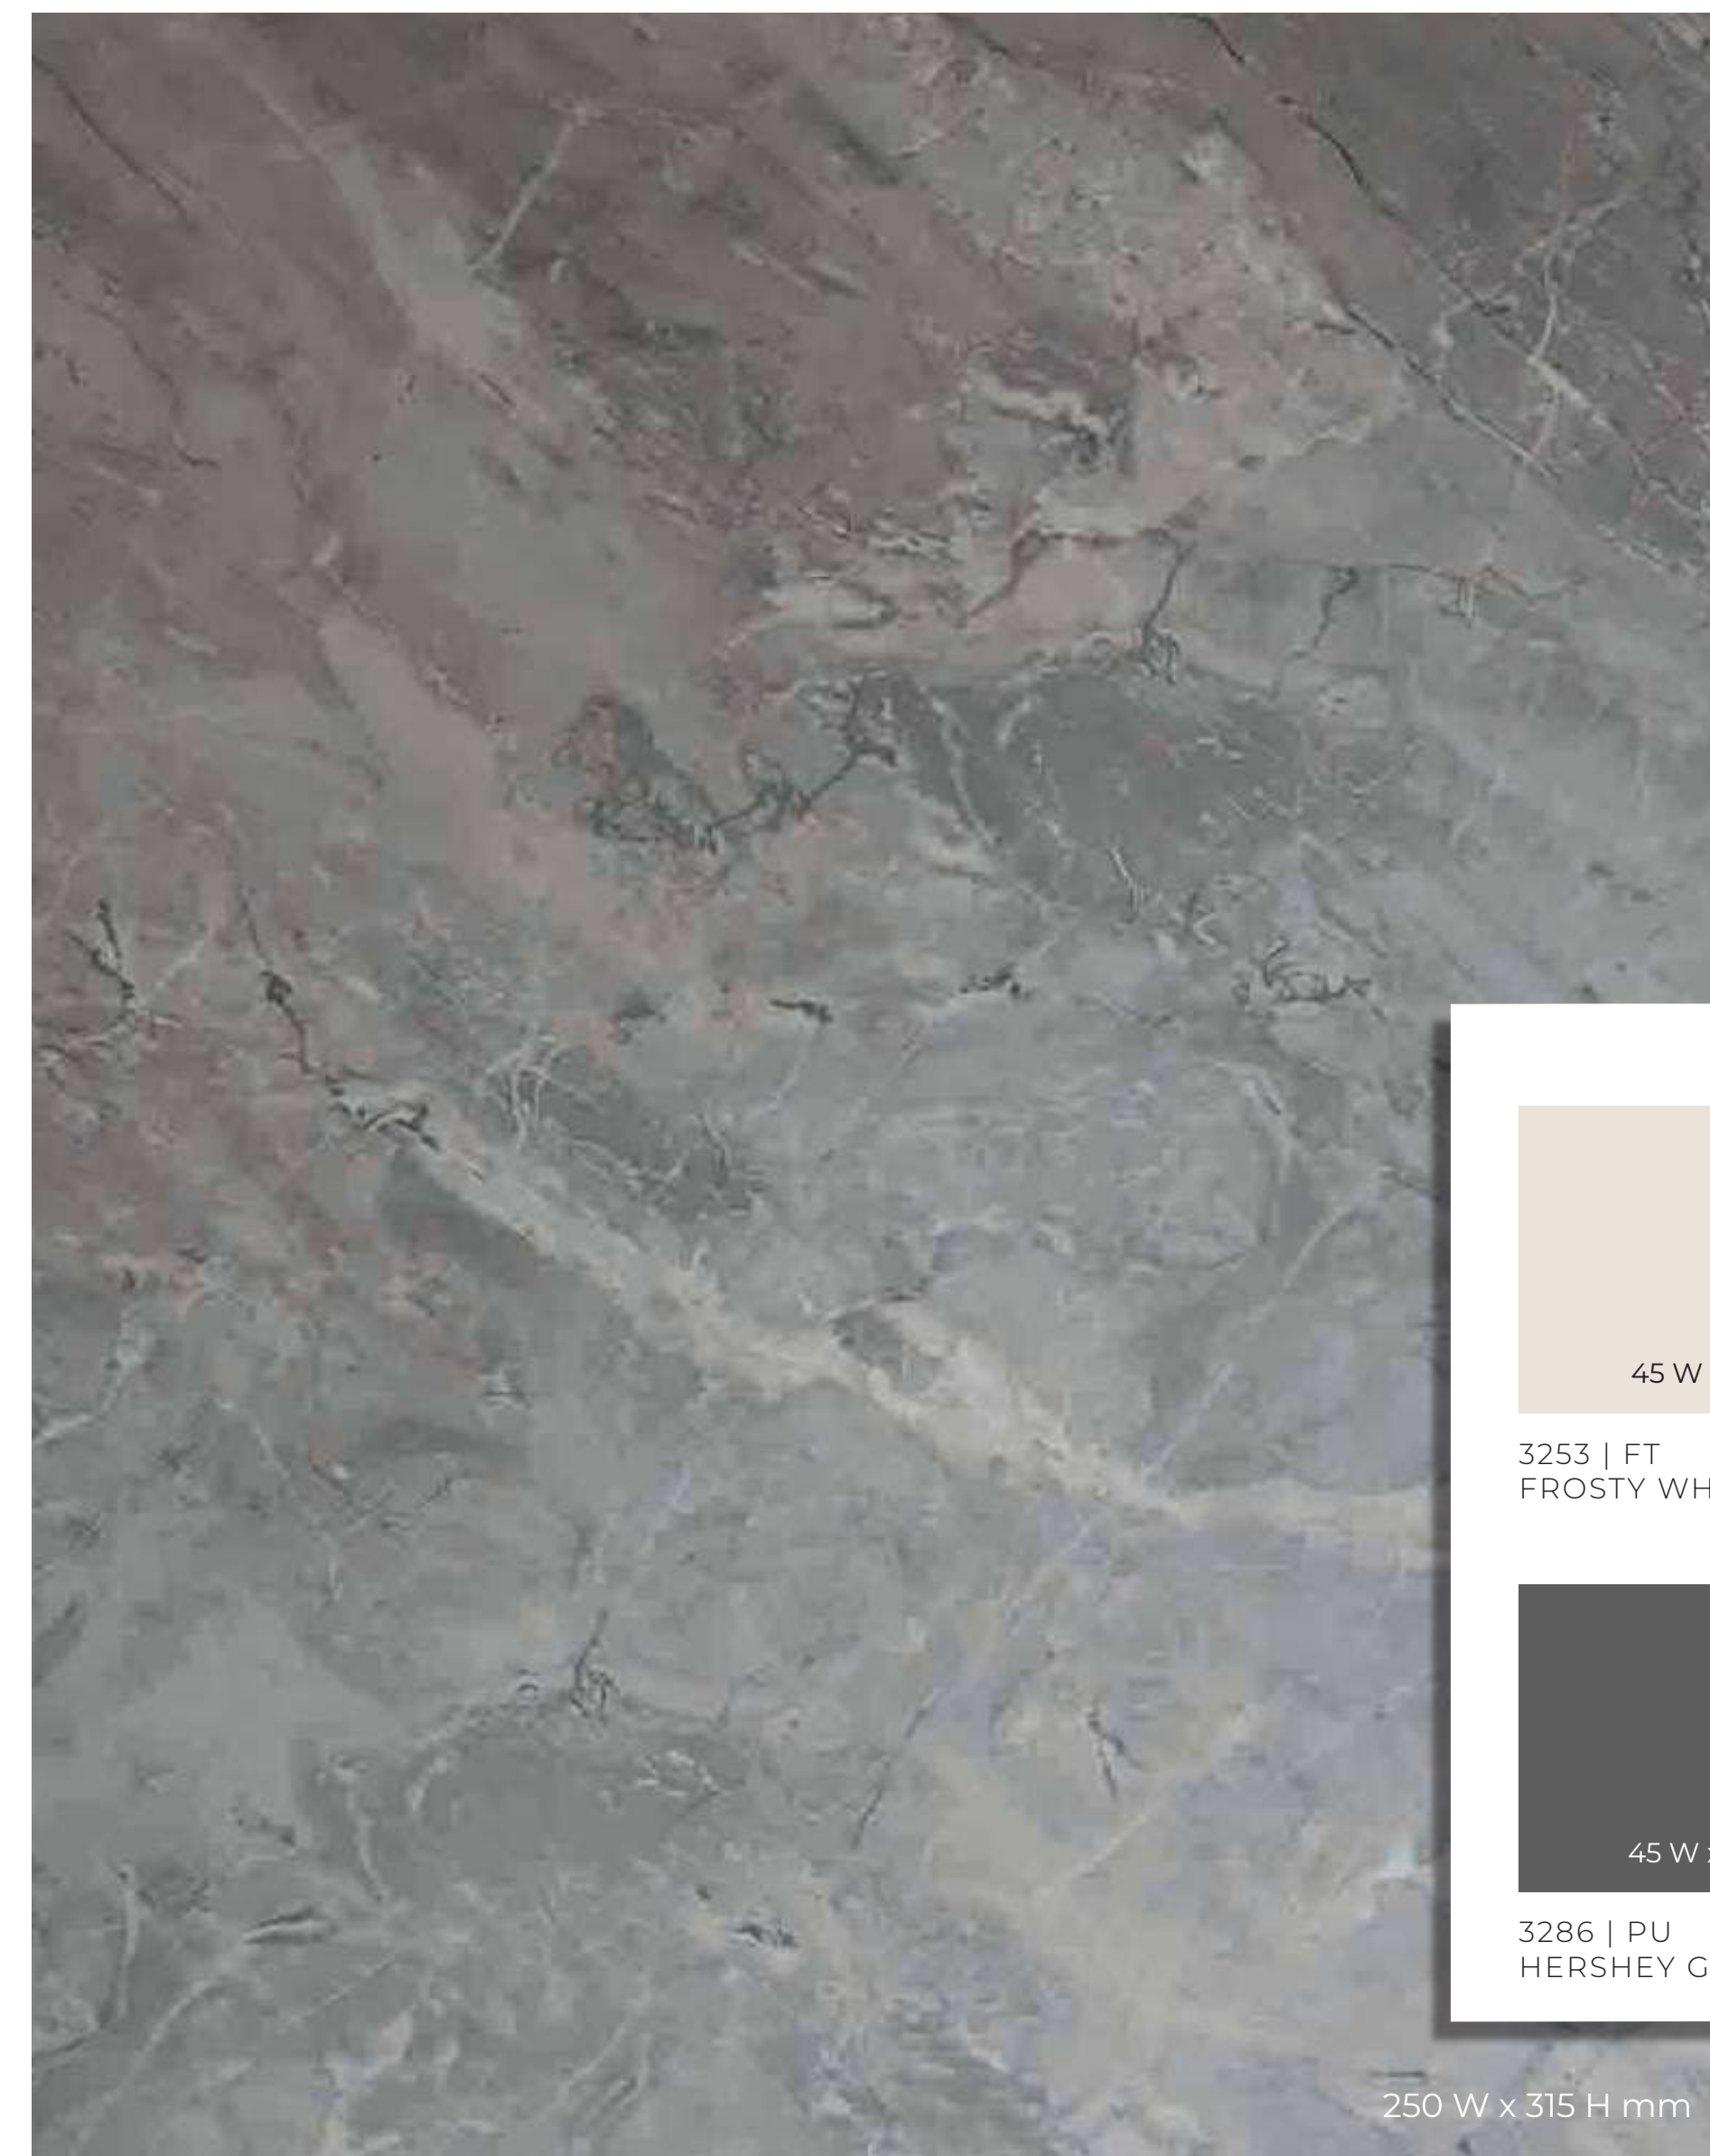 45 W
3253 | FT
FROSTY WH
45 W x
3286 | PU
HERSHEY G
250 W x 315 H mm